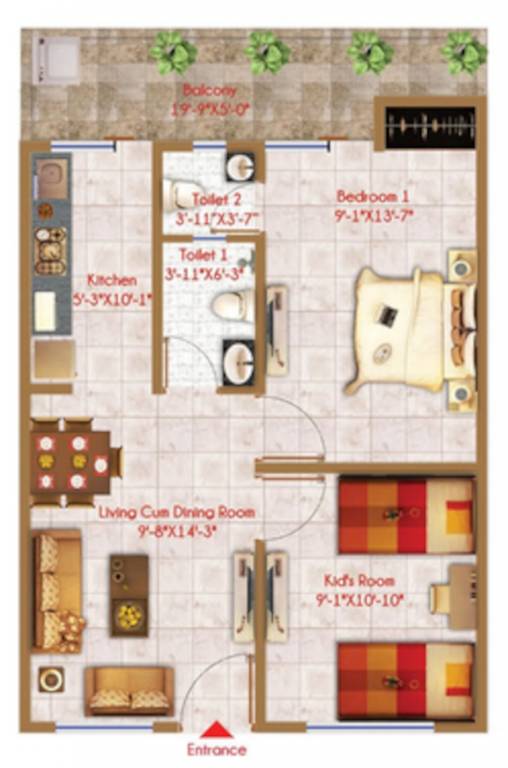 Balcony
19'-9"X5'-0"
Toilet 2
3'-11"X3'-7"
Bedroom 1
9'-1"X13'-7"
Toilet 1
3'-11"X6'-3"
Kitchen
5'-3"X10'-1"
Living Cum Dining Room
9'-8"X14'-3"
Kid's Room
9'-1"X10'-10"
Entrance